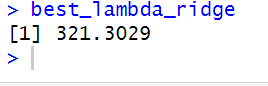 > best_lambda_ridge
[1] 321.3029
>